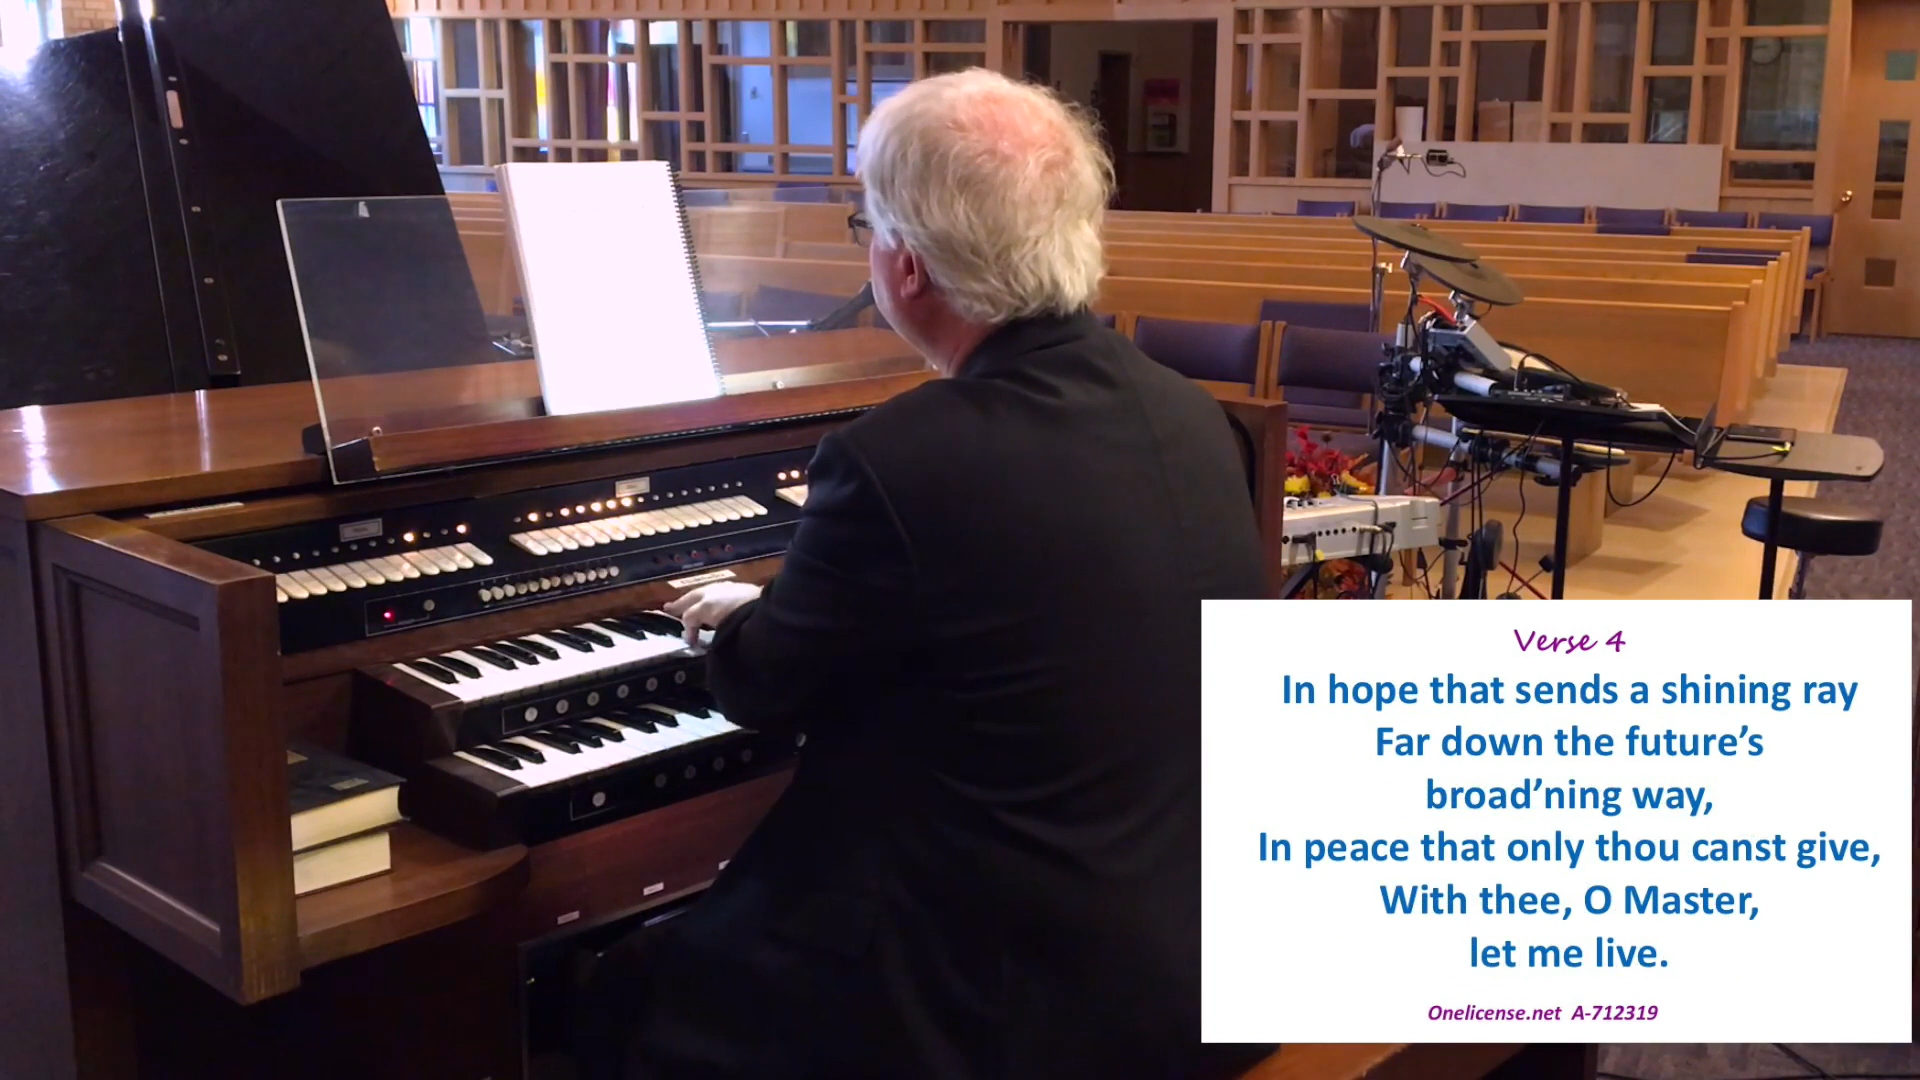 Verse 4
In hope that sends a shining ray
Far down the future’s
broad’ning way,
In peace that only thou canst give,
With thee, O Master,
let me live.
Onelicense.net A-712319